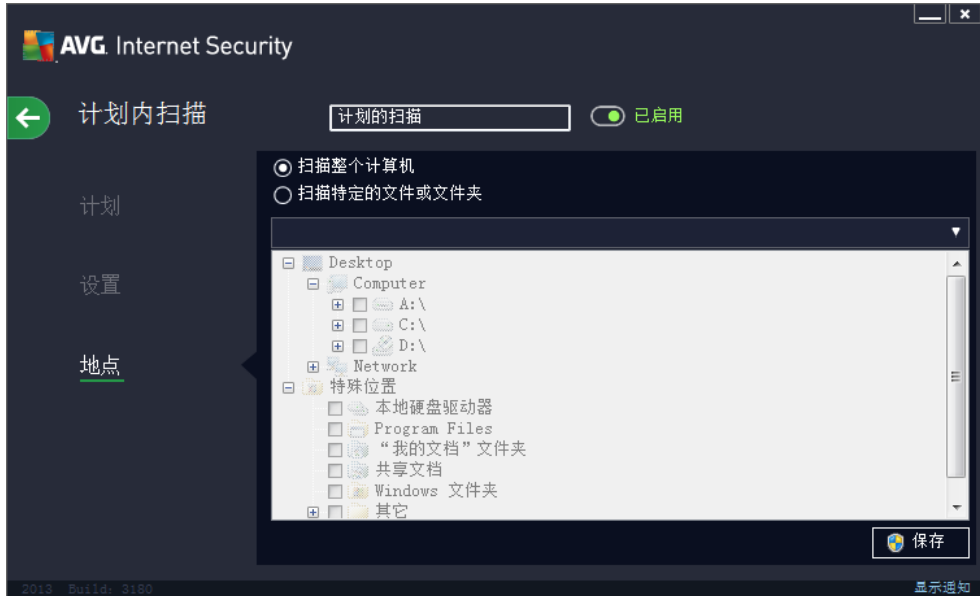 AVG. Internet Security
计划内扫描
计划的扫描
已启用
扫描整个计算机
扫描特定的文件或文件夹
计划
设置
地点
Desktop
Computer
A:\
C:\
D:\
Network
特殊位置
本地硬盘驱动器
Program Files
“我的文档”文件夹
共享文档
Windows 文件夹
其它
保存
2013 Build: 3180
显示通知